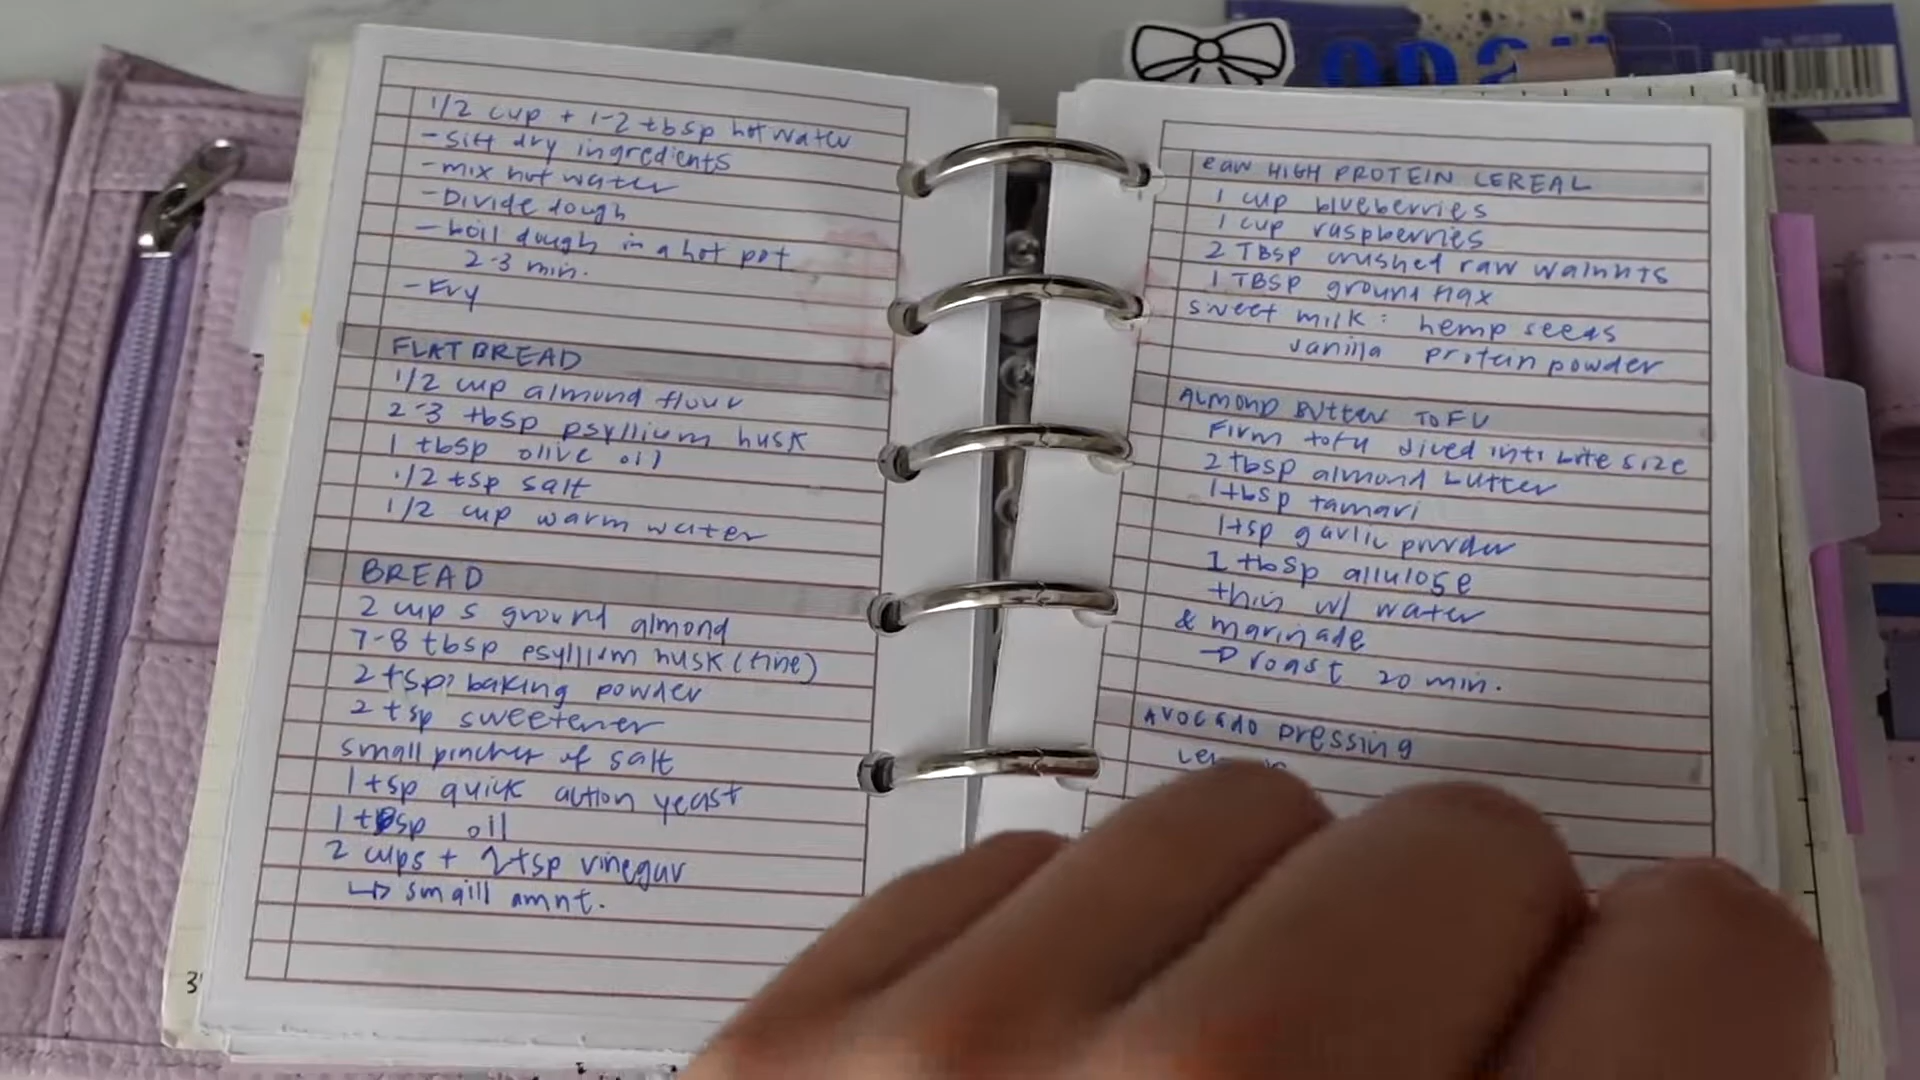 1/2 cup + 1-2 tbsp hot water
- sift dry ingredients
- mix hot water
- Divide dough
- boil dough in a hot pot
2-3 min.
- Fry
FLAT BREAD
1/2 cup almond flour
2-3 tbsp psyllium husk
1 tbsp olive oil
1/2 tsp salt
1/2 cup warm water
BREAD
2 cups ground almond
7-8 tbsp psyllium husk (fine)
2 tsp baking powder
2 tsp sweetener
small pinches of salt
1 tsp quick action yeast
1 tbsp oil
2 cups + 2 tsp vinegar
↳ smaill amnt.
3
RAW HIGH PROTEIN CEREAL
1 cup blueberries
1 cup raspberries
2 TBSP crushed raw walnuts
1 TBSP ground flax
sweet milk: hemp seeds
vanilla protein powder
ALMOND BUTTER TOFU
Firm tofu diced into bite size
2 tbsp almond butter
1 tbsp tamari
1 tsp garlic powder
1 tbsp allulose
thin w/ water
& marinade
→ roast 20 min.
AVOCADO DRESSING